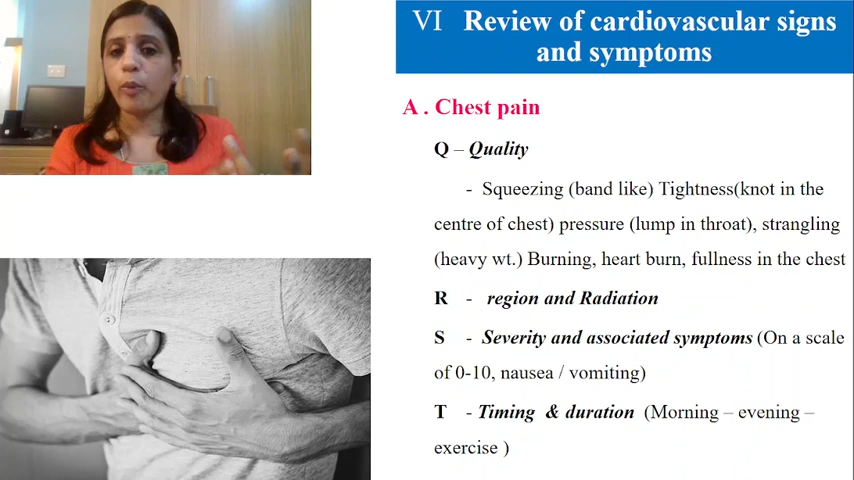 VI Review of cardiovascular signs
and symptoms
A . Chest pain
Q – Quality
- Squeezing (band like) Tightness(knot in the
centre of chest) pressure (lump in throat), strangling
(heavy wt.) Burning, heart burn, fullness in the chest
R - region and Radiation
S - Severity and associated symptoms (On a scale
of 0-10, nausea / vomiting)
T - Timing & duration (Morning – evening –
exercise )